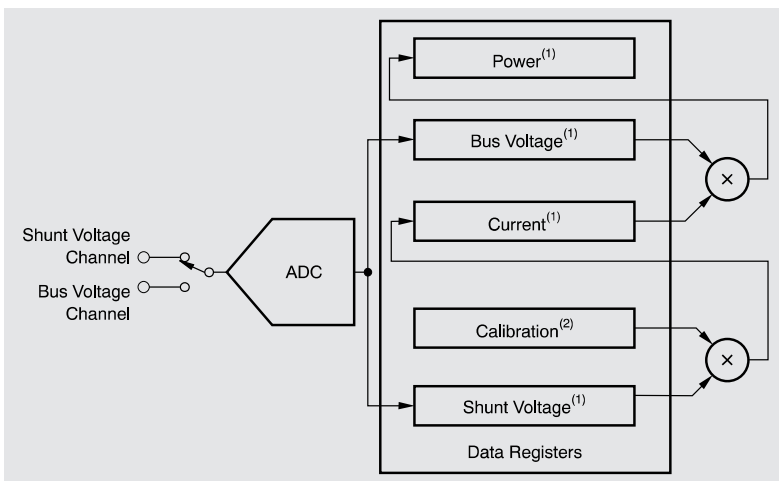 Power(1)
Bus Voltage(1)
×
Current(1)
Shunt Voltage
Channel
ADC
Bus Voltage
Channel
Calibration(2)
×
Shunt Voltage(1)
Data Registers